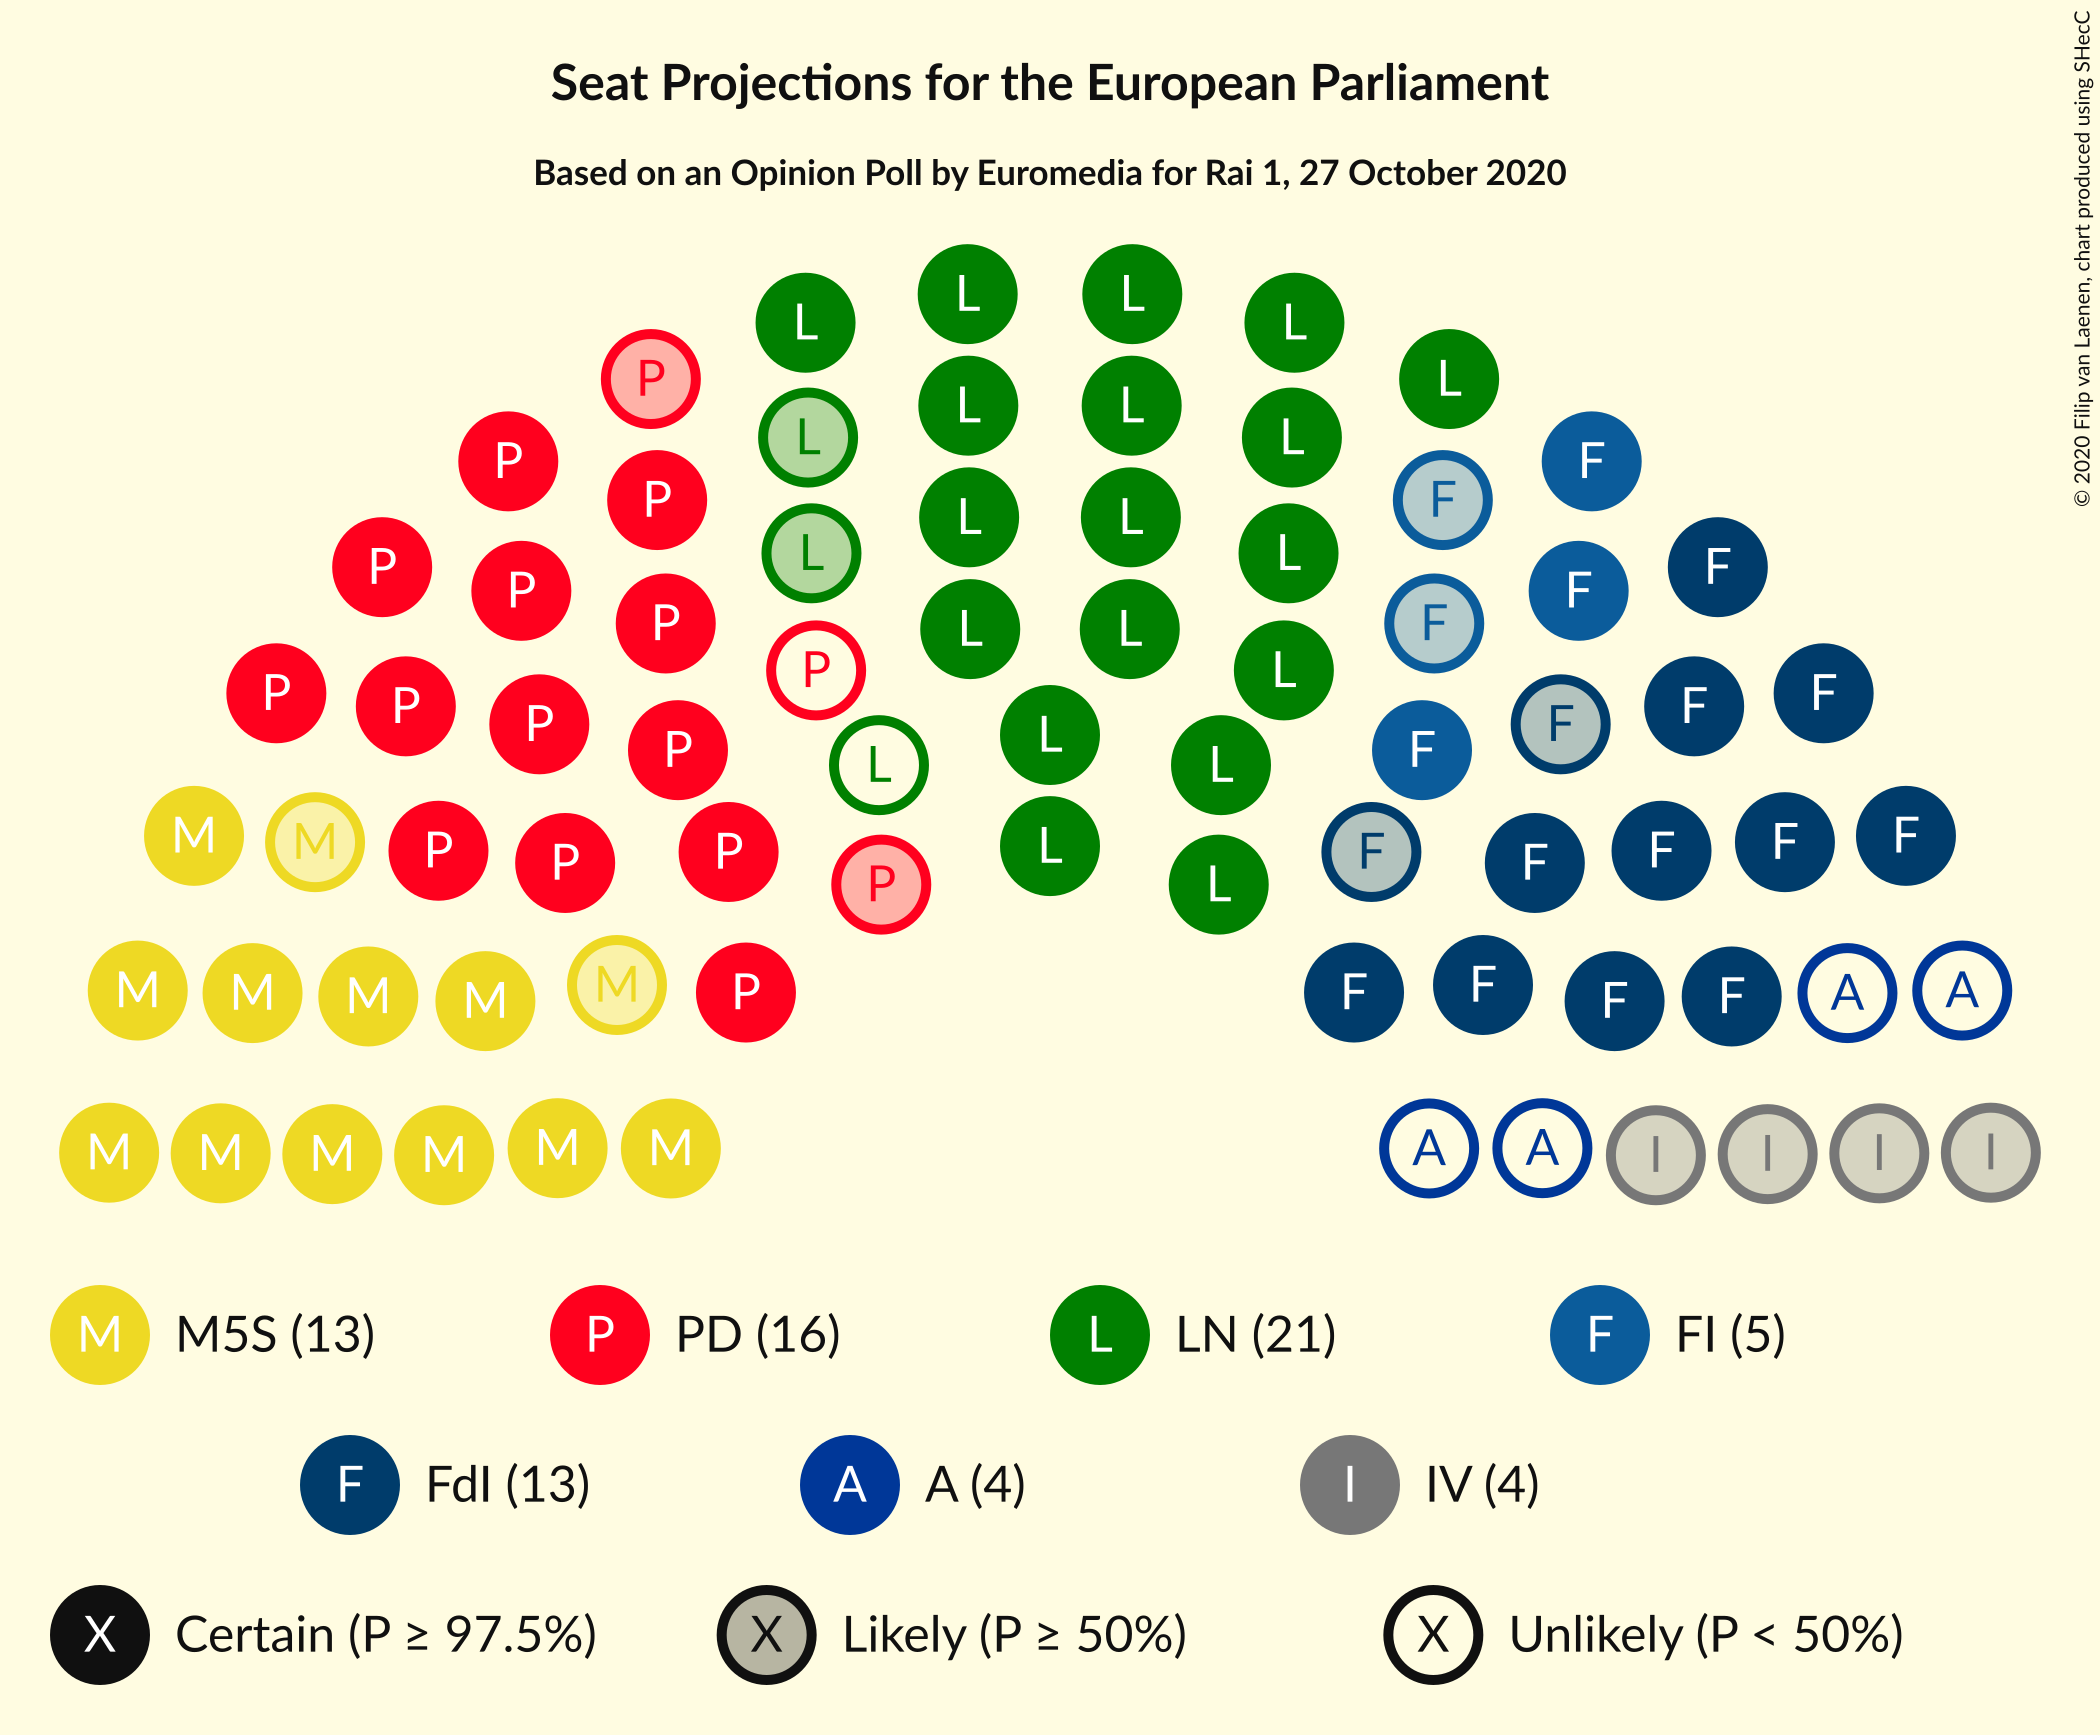 Seat Projections for the European Parliament
Based on an Opinion Poll by Euromedia for Rai 1, 27 October 2020
© 2020 Filip van Laenen, chart produced using SHecC
L L
L L
P L
L L
L L
P F
P P F L
L L
P L L F
P P F F
P P L L L F
P P L F F
P P P L F F F
L L L
M M P P P L F F F F F
P L
M M M M M P F F F F A A
M M M M M M A A I I I I
M M5S (13) P PD (16) L LN (21) F FI (5)
F FdI (13) A A (4) I IV (4)
X Certain (P ≥ 97.5%) X Likely (P ≥ 50%) X Unlikely (P < 50%)